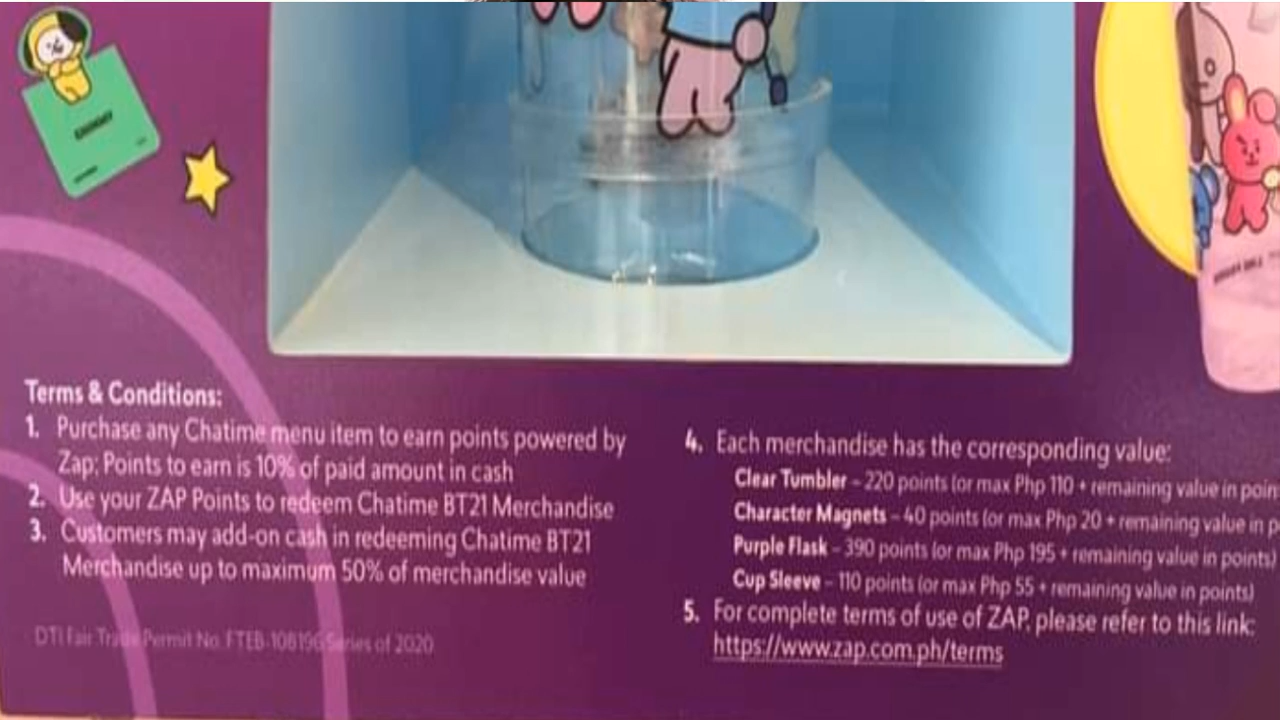 Terms & Conditions:
1. Purchase any Chatime menu item to earn points powered by
Zap; Points to earn is 10% of paid amount in cash
2. Use your ZAP Points to redeem Chatime BT21 Merchandise
3. Customers may add-on cash in redeeming Chatime BT21
Merchandise up to maximum 50% of merchandise value
DTI Fair Trade Permit No. FTEB-108196 Series of 2020
4. Each merchandise has the corresponding value:
Clear Tumbler – 220 points (or max Php 110 + remaining value in poin
Character Magnets – 40 points (or max Php 20 + remaining value in p
Purple Flask – 390 points (or max Php 195 + remaining value in points)
Cup Sleeve – 110 points (or max Php 55 + remaining value in points)
5. For complete terms of use of ZAP, please refer to this link:
https://www.zap.com.ph/terms